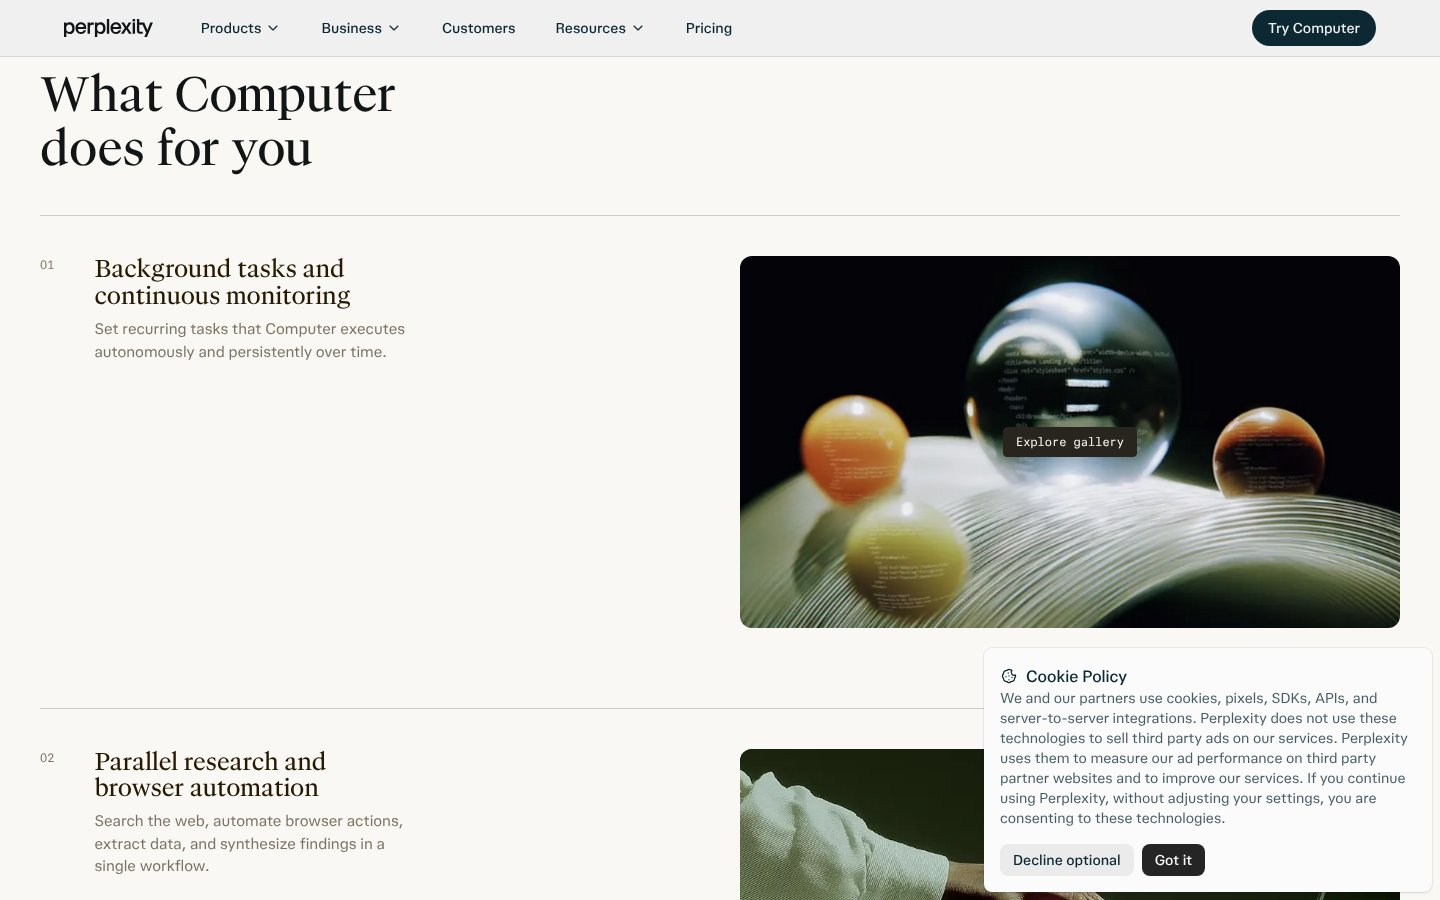 perplexity
Products
Business
Customers
Resources
Pricing
Try Computer
What Computer
does for you
01
Background tasks and
continuous monitoring
Set recurring tasks that Computer executes
autonomously and persistently over time.
Explore gallery
02
Parallel research and
browser automation
Search the web, automate browser actions,
extract data, and synthesize findings in a
single workflow.
Cookie Policy
We and our partners use cookies, pixels, SDKs, APIs, and
server-to-server integrations. Perplexity does not use these
technologies to sell third party ads on our services. Perplexity
uses them to measure our ad performance on third party
partner websites and to improve our services. If you continue
using Perplexity, without adjusting your settings, you are
consenting to these technologies.
Decline optional
Got it